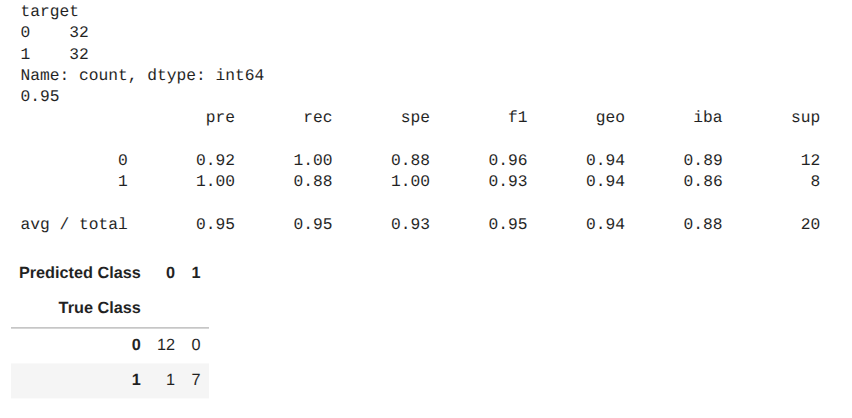 target
0    32
1    32
Name: count, dtype: int64
0.95
pre rec spe f1 geo iba sup
0 0.92 1.00 0.88 0.96 0.94 0.89 12
1 1.00 0.88 1.00 0.93 0.94 0.86 8
avg / total 0.95 0.95 0.93 0.95 0.94 0.88 20
Predicted Class 0 1
True Class
0 12 0
1 1 7